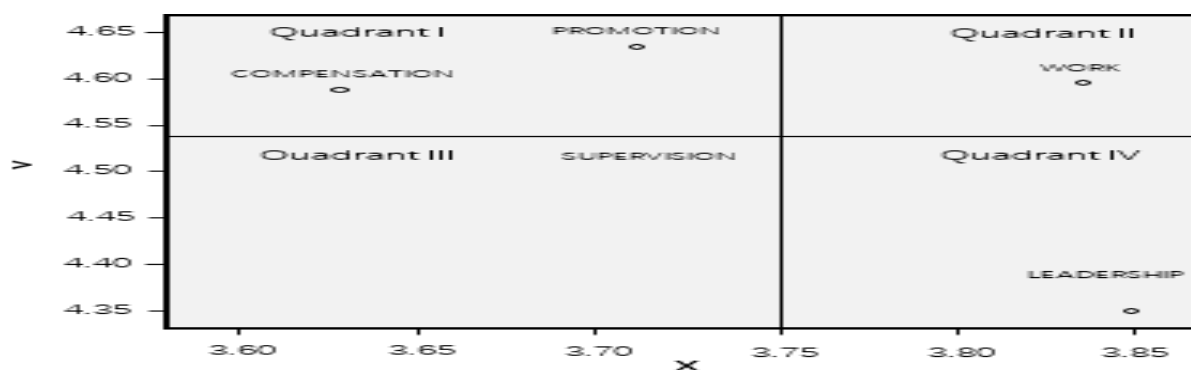 4.65 Quadrant I PROMOTION Quadrant II
4.60 COMPENSATION WORK
4.55
Ouadrant III SUPERVISION Quadrant IV
4.50
Y
4.45
4.40
LEADERSHIP
4.35
3.60 3.65 3.70 3.75 3.80 3.85
X